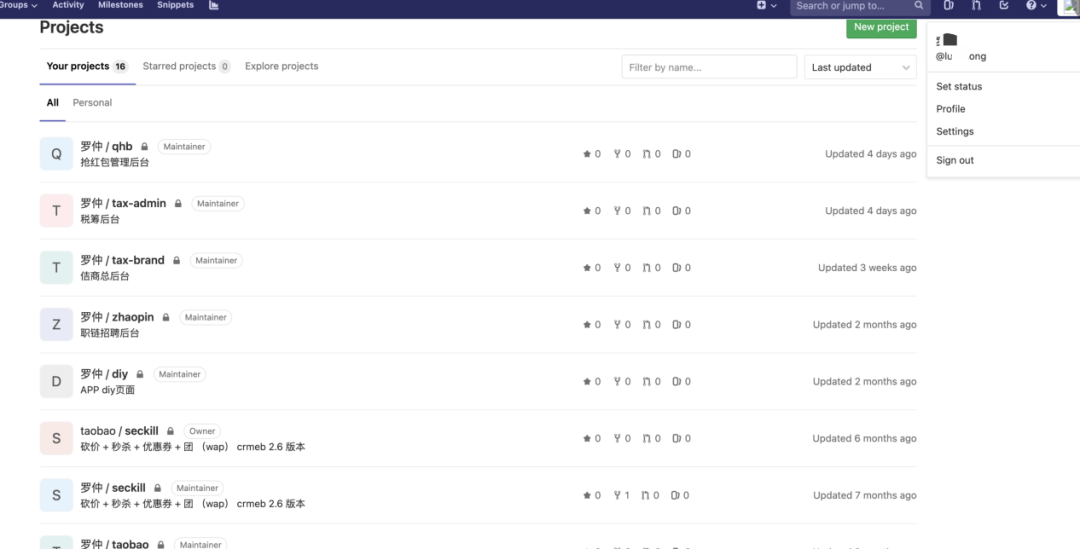 Groups Activity Milestones Snippets Search or jump to...
Projects New project
Your projects 16 Starred projects 0 Explore projects Filter by name... Last updated
All Personal
@lu ong
Set status
Profile
Settings
Sign out
Q 罗仲 / qhb Maintainer
抢红包管理后台
0 0 0 0 Updated 4 days ago
T 罗仲 / tax-admin Maintainer
税筹后台
0 0 0 0 Updated 4 days ago
T 罗仲 / tax-brand Maintainer
佶商总后台
0 0 0 0 Updated 3 weeks ago
Z 罗仲 / zhaopin Maintainer
职链招聘后台
0 0 0 0 Updated 2 months ago
D 罗仲 / diy Maintainer
APP diy页面
0 0 0 0 Updated 2 months ago
S taobao / seckill Owner
砍价 + 秒杀 + 优惠券 + 团 （wap） crmeb 2.6 版本
0 0 0 0 Updated 6 months ago
S 罗仲 / seckill Maintainer
砍价 + 秒杀 + 优惠券 + 团 （wap） crmeb 2.6 版本
0 1 0 0 Updated 7 months ago
罗仲 / taobao Maintainer